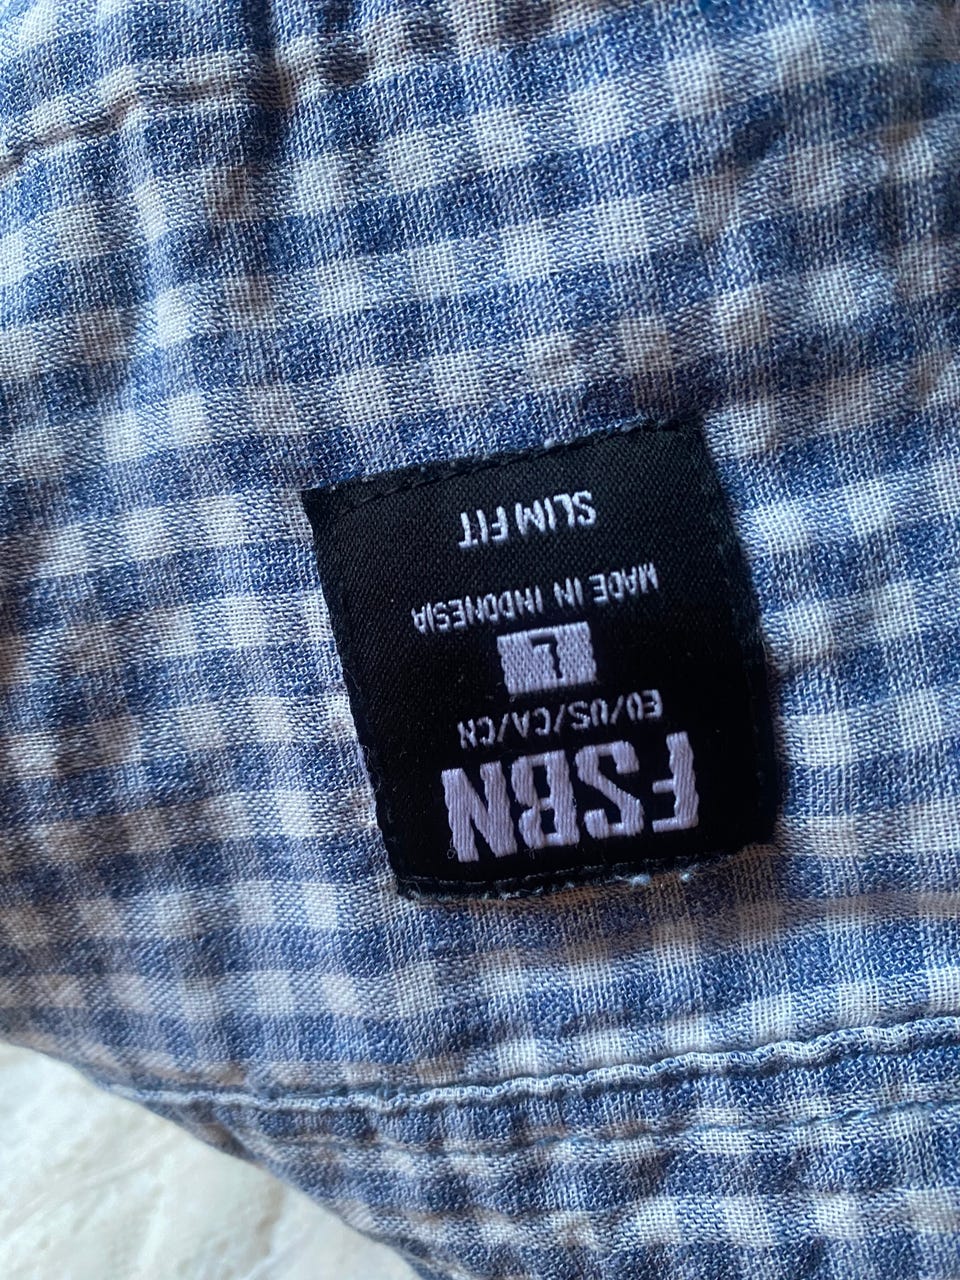 FSBN
EU/US/CA/CN
L
MADE IN INDONESIA
SLIM FIT